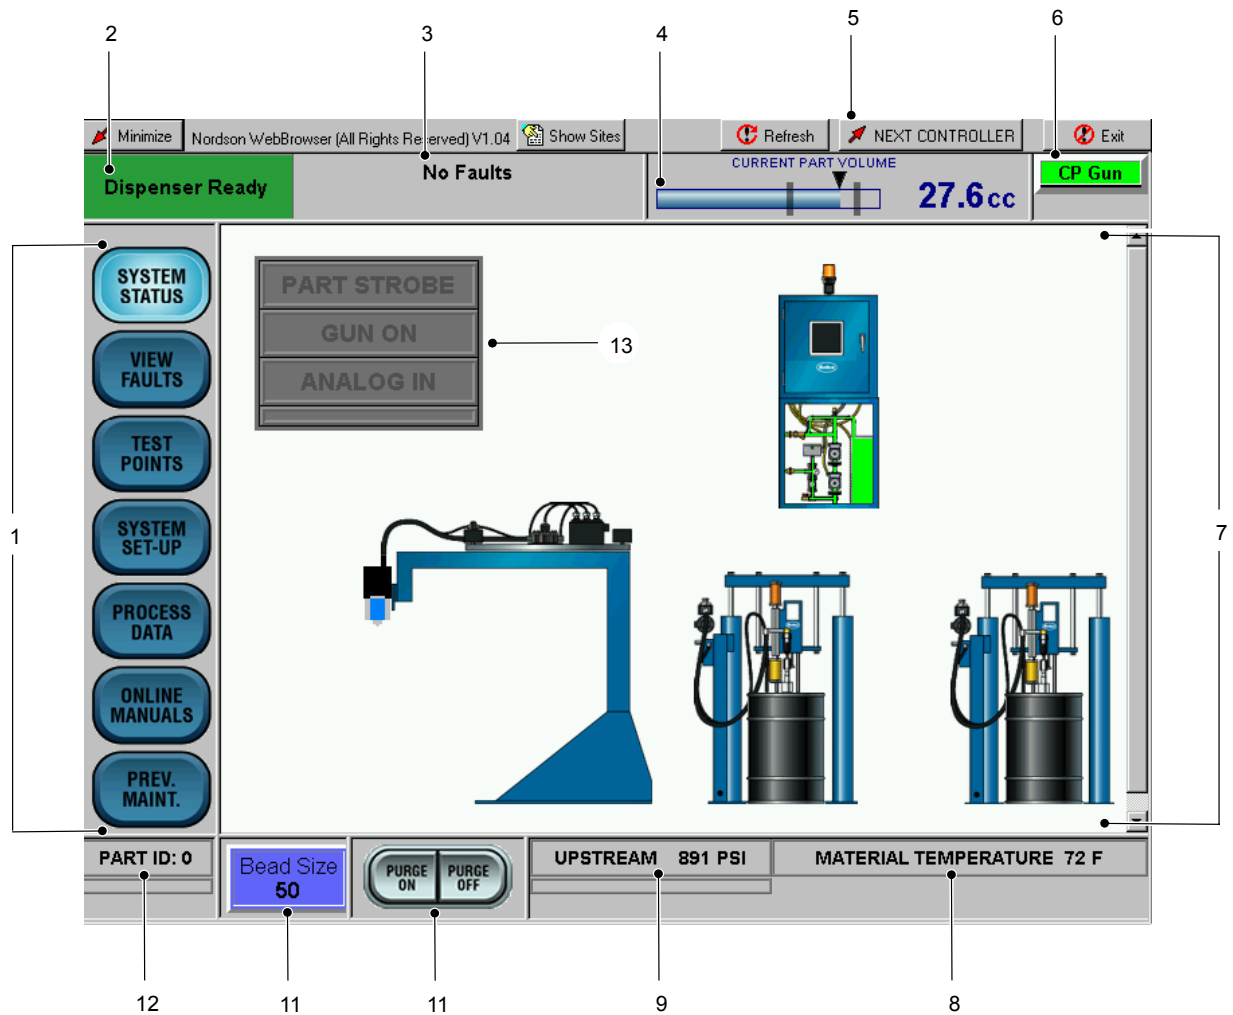 2
3
4
5
6
Minimize
Nordson WebBrowser (All Rights Reserved) V1.04
Show Sites
Refresh
NEXT CONTROLLER
Exit
Dispenser Ready
No Faults
CURRENT PART VOLUME
27.6cc
CP Gun
SYSTEM
STATUS
VIEW
FAULTS
TEST
POINTS
SYSTEM
SET-UP
PROCESS
DATA
ONLINE
MANUALS
PREV.
MAINT.
PART STROBE
GUN ON
ANALOG IN
13
1
7
PART ID: 0
Bead Size
50
PURGE
ON
PURGE
OFF
UPSTREAM 891 PSI
MATERIAL TEMPERATURE 72 F
12
11
11
9
8